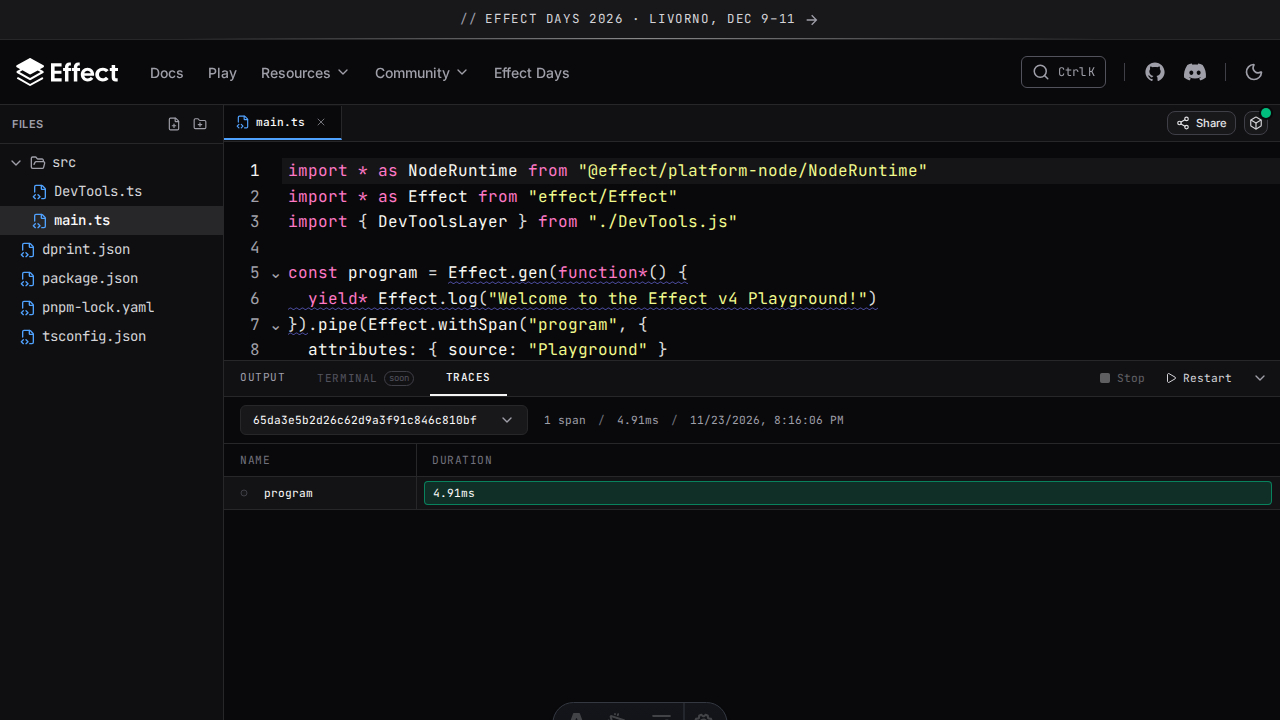 // EFFECT DAYS 2026 · LIVORNO, DEC 9–11 →
Effect
Docs
Play
Resources
Community
Effect Days
Ctrl K
FILES
main.ts
Share
src
DevTools.ts
main.ts
dprint.json
package.json
pnpm-lock.yaml
tsconfig.json
1 import * as NodeRuntime from "@effect/platform-node/NodeRuntime"
2 import * as Effect from "effect/Effect"
3 import { DevToolsLayer } from "./DevTools.js"
4
5 const program = Effect.gen(function*() {
6   yield* Effect.log("Welcome to the Effect v4 Playground!")
7 }).pipe(Effect.withSpan("program", {
8   attributes: { source: "Playground" }
OUTPUT
TERMINAL soon
TRACES
Stop
Restart
65da3e5b2d26c62d9a3f91c846c810bf
1 span / 4.91ms / 11/23/2026, 8:16:06 PM
NAME
DURATION
program
4.91ms